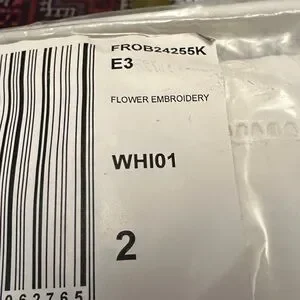 FROB24255K
E3
FLOWER EMBROIDERY
WHI01
2
062765